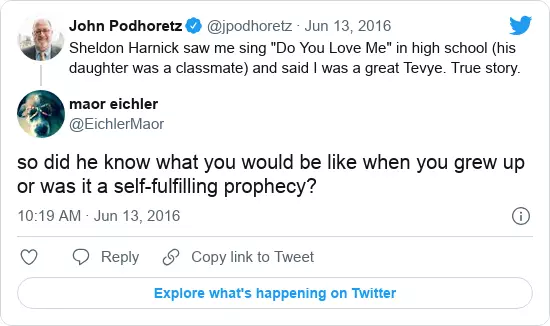 John Podhoretz @jpodhoretz · Jun 13, 2016
Sheldon Harnick saw me sing "Do You Love Me" in high school (his
daughter was a classmate) and said I was a great Tevye. True story.
maor eichler
@EichlerMaor
so did he know what you would be like when you grew up
or was it a self-fulfilling prophecy?
10:19 AM · Jun 13, 2016
Reply Copy link to Tweet
Explore what's happening on Twitter